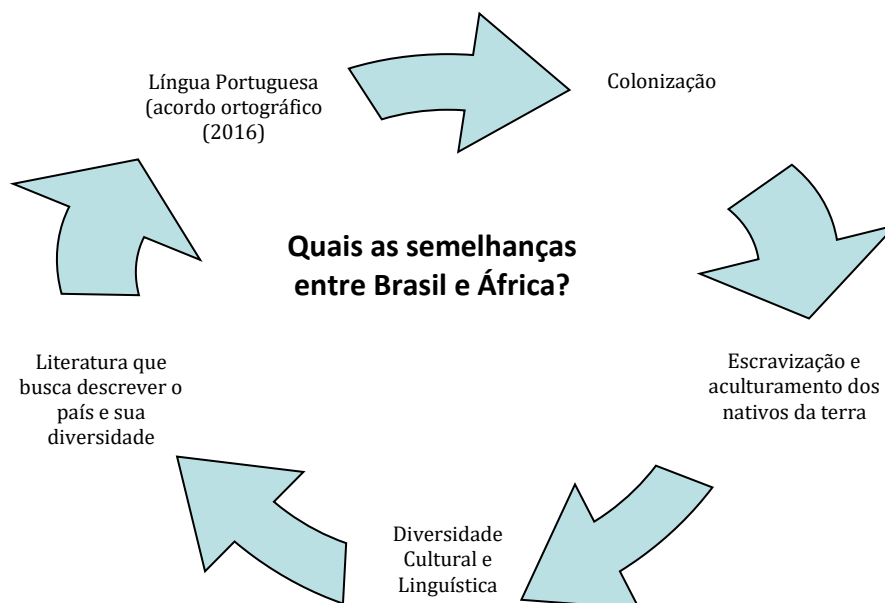 Língua Portuguesa
(acordo ortográfico
(2016)
Colonização
Quais as semelhanças
entre Brasil e África?
Escravização e
aculturamento dos
nativos da terra
Diversidade
Cultural e
Linguística
Literatura que
busca descrever o
país e sua
diversidade